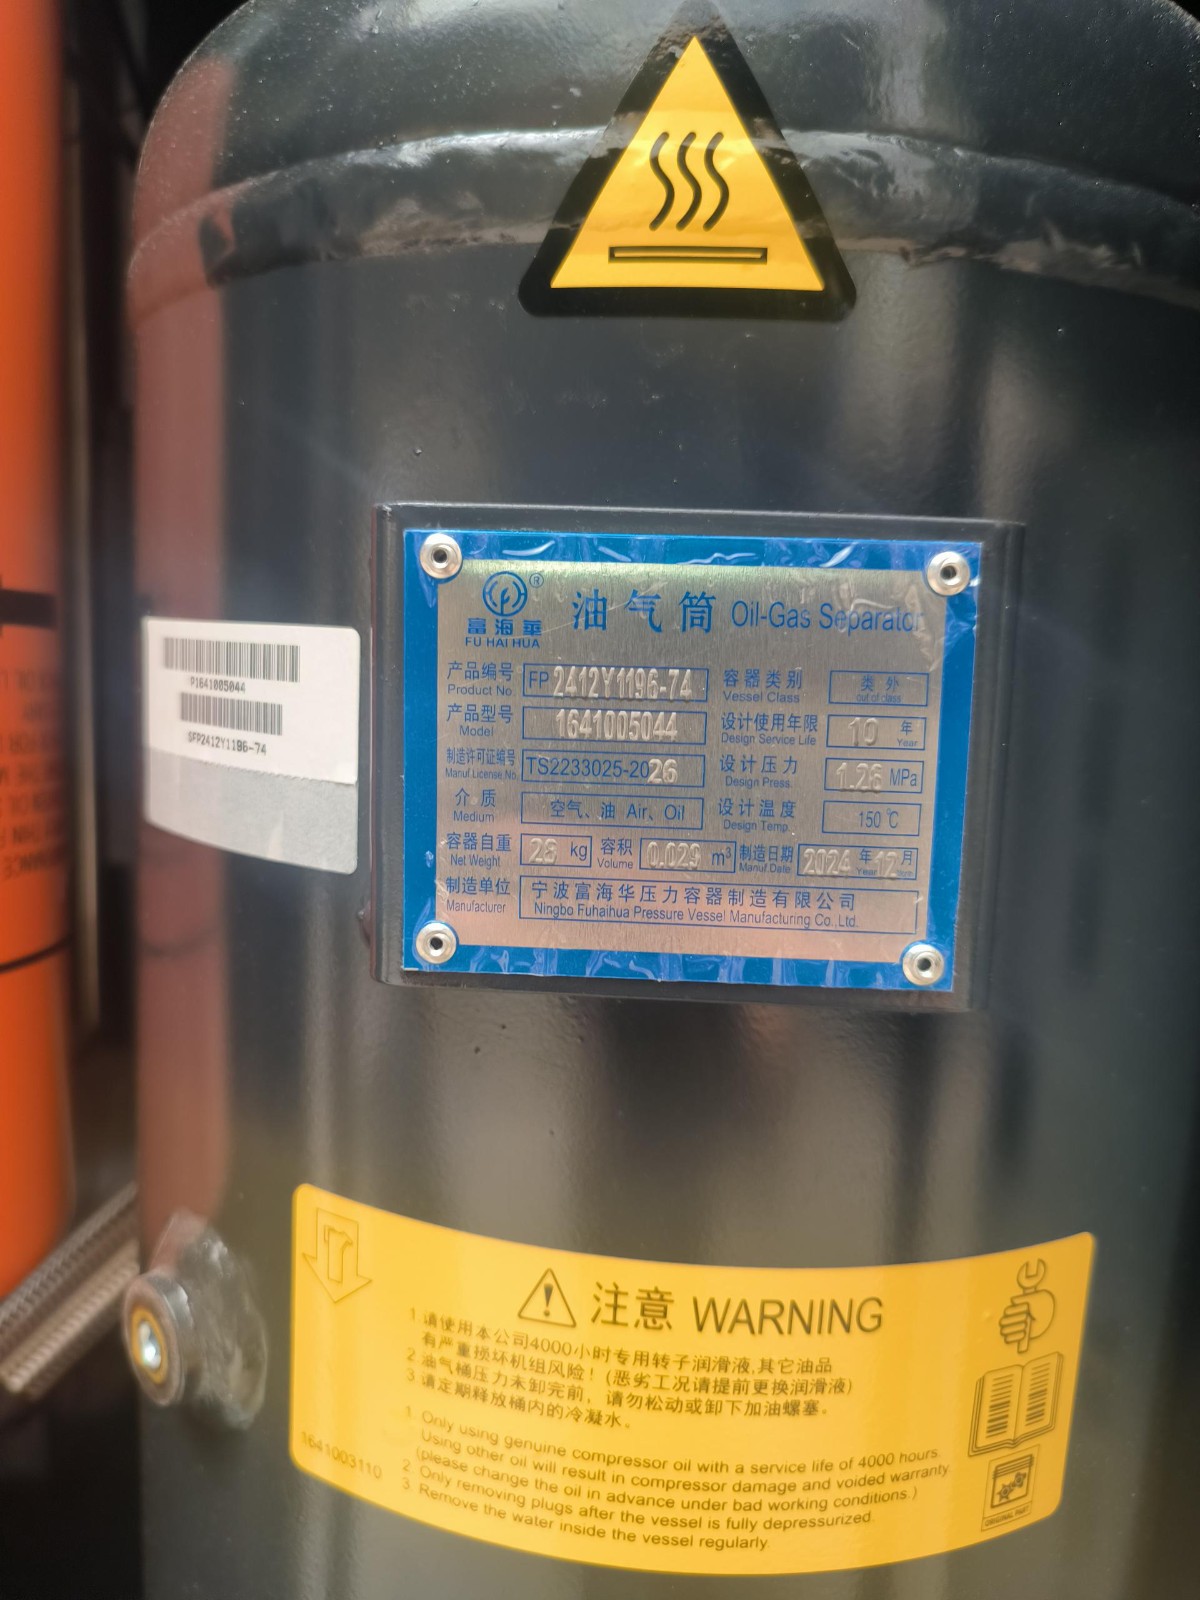 富海華®
FU HAI HUA
油气筒 Oil-Gas Separator
产品编号 FP 2412Y1196-74 容器类别 类外
Product No. Vessel Class out of class
产品型号 1641005044 设计使用年限 10 年
Model Design Service Life Year
制造许可证编号 TS2233025-2026 设计压力 1.26 MPa
Manuf.License.No. Design Press.
介质 空气、油 Air、Oil 设计温度 150℃
Medium Design Temp.
容器自重 28 kg 容积 0.029 m³ 制造日期 2024 年 12 月
Net Weight Volume Manuf.Date Year
制造单位 宁波富海华压力容器制造有限公司
Manufacturer Ningbo Fuhaihua Pressure Vessel Manufacturing Co.,Ltd.
P1641005044
SFP2412Y1196-74
注意 WARNING
1 请使用本公司4000小时专用转子润滑液,其它油品
有严重损坏机组风险！(恶劣工况请提前更换润滑液)
2 油气桶压力未卸完前，请勿松动或卸下加油螺塞。
3 请定期释放桶内的冷凝水。
1. Only using genuine compressor oil with a service life of 4000 hours.
Using other oil will result in compressor damage and voided warranty.
(please change the oil in advance under bad working conditions.)
2. Only removing plugs after the vessel is fully depressurized.
3. Remove the water inside the vessel regularly.
1641003110
ORIGINAL PART